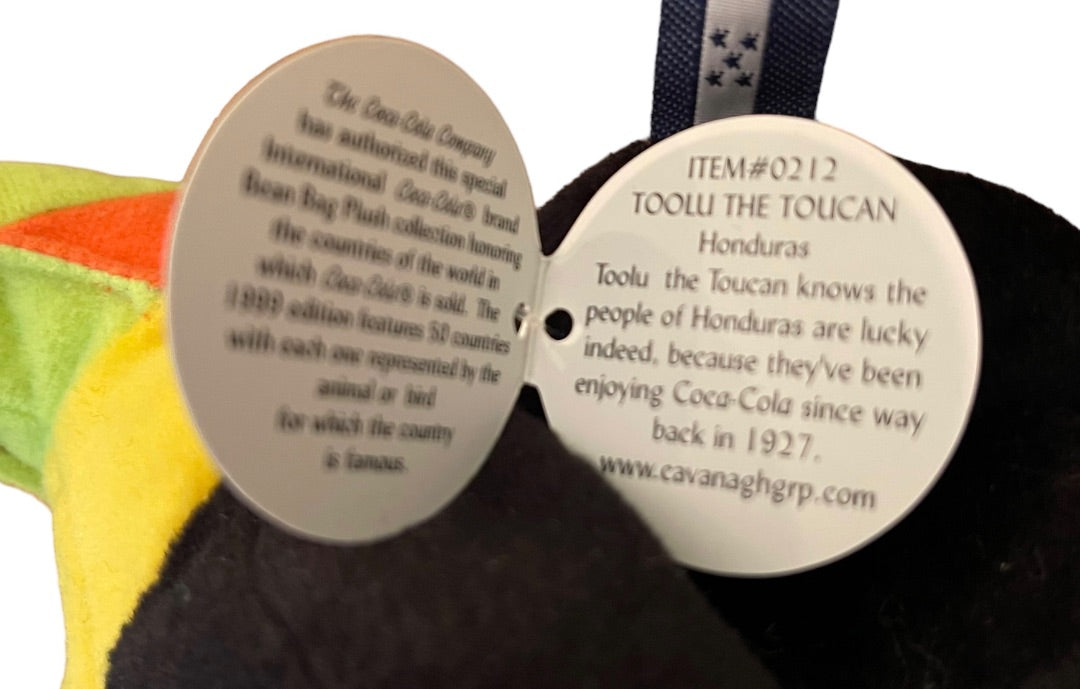 The Coca-Cola Company
has authorized this special
International Coca-Cola® brand
Bean Bag Plush collection honoring
the countries of the world in
which Coca-Cola® is sold. The
1999 edition features 50 countries
with each one represented by the
animal or bird
for which the country
is famous.
ITEM#0212
TOOLU THE TOUCAN
Honduras
Toolu the Toucan knows the
people of Honduras are lucky
indeed, because they've been
enjoying Coca-Cola since way
back in 1927.
www.cavanaghgrp.com